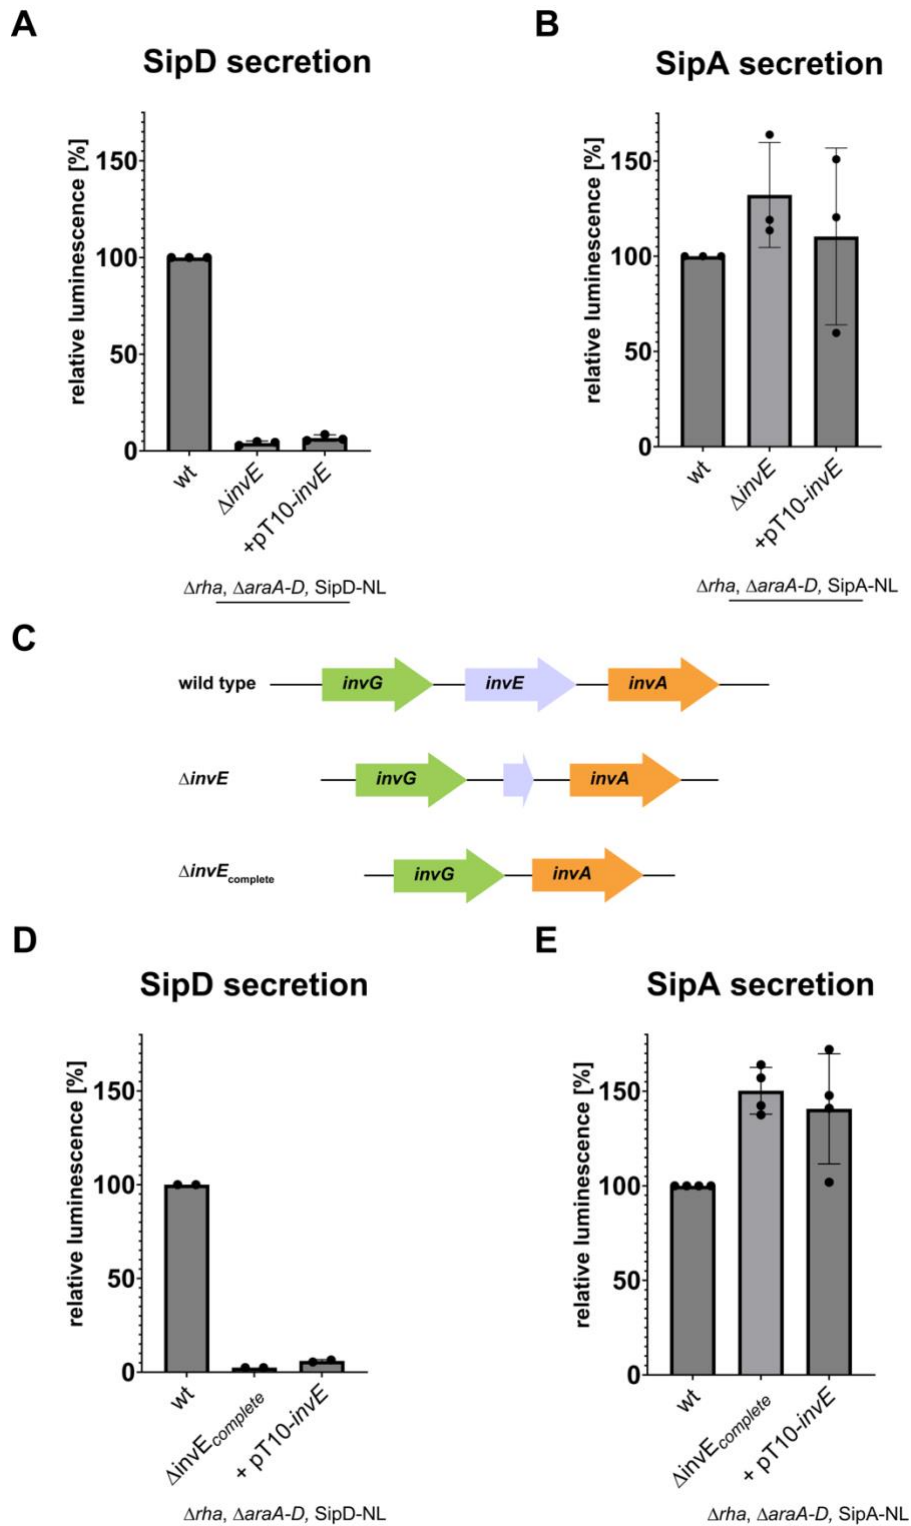 A
SipD secretion
relative luminescence [%]
150
100
50
0
wt
ΔinvE
+pT10-invE
Δrha, ΔaraA-D, SipD-NL
B
SipA secretion
relative luminescence [%]
150
100
50
0
wt
ΔinvE
+pT10-invE
Δrha, ΔaraA-D, SipA-NL
C
wild type invG invE invA
ΔinvE invG invA
ΔinvEcomplete invG invA
D
SipD secretion
relative luminescence [%]
150
100
50
0
wt
ΔinvEcomplete
+ pT10-invE
Δrha, ΔaraA-D, SipD-NL
E
SipA secretion
relative luminescence [%]
150
100
50
0
wt
ΔinvEcomplete
+ pT10-invE
Δrha, ΔaraA-D, SipA-NL